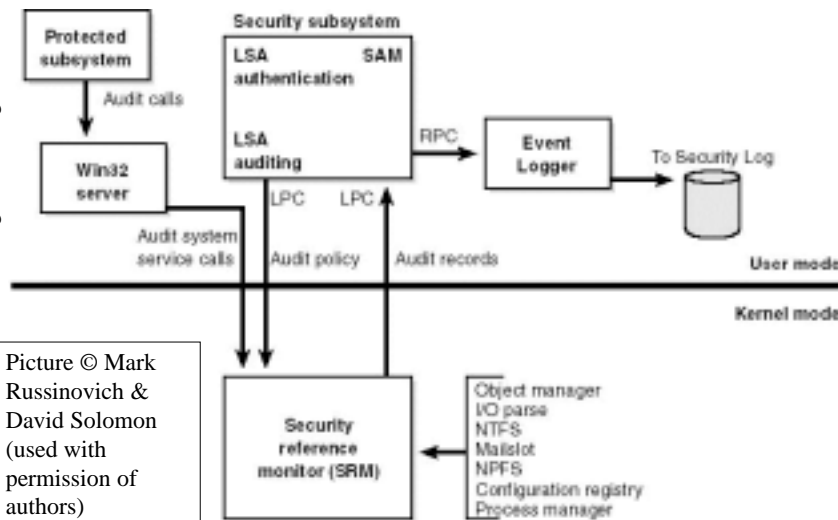 Security subsystem
Protected
subsystem
LSA SAM
authentication
Audit calls
LSA
auditing
RPC
Event
Logger
To Security Log
Win32
server
LPC LPC
Audit system
service calls
Audit policy
Audit records
User mode
Kernel mode
Picture © Mark
Russinovich &
David Solomon
(used with
permission of
authors)
Security
reference
monitor (SRM)
Object manager
I/O parse
NTFS
Mailslot
NPFS
Configuration registry
Process manager